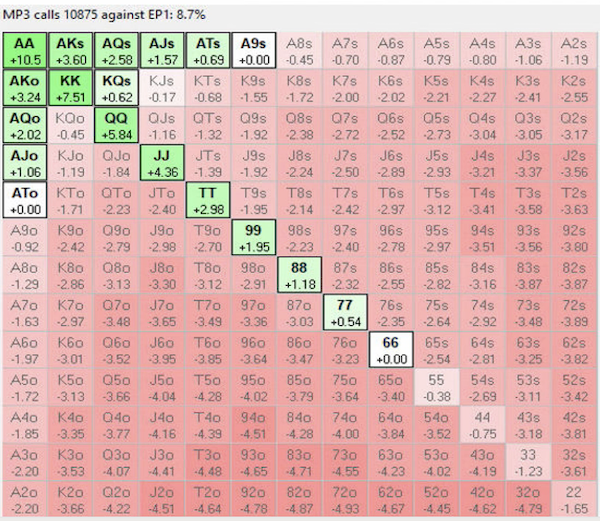 MP3 calls 10875 against EP1: 8.7%
AA AKs AQs AJs ATs A9s A8s A7s A6s A5s A4s A3s A2s
+10.5 +3.60 +2.58 +1.57 +0.69 +0.00 -0.45 -0.70 -0.87 -0.79 -0.80 -1.06 -1.19
AKo KK KQs KJs KTs K9s K8s K7s K6s K5s K4s K3s K2s
+3.24 +7.51 +0.62 -0.17 -0.68 -1.55 -1.72 -2.00 -2.02 -2.21 -2.27 -2.41 -2.55
AQo KQo QQ QJs QTs Q9s Q8s Q7s Q6s Q5s Q4s Q3s Q2s
+2.02 -0.45 +5.84 -1.16 -1.32 -1.92 -2.38 -2.72 -2.52 -2.73 -3.04 -3.05 -3.17
AJo KJo QJo JJ JTs J9s J8s J7s J6s J5s J4s J3s J2s
+1.06 -1.19 -1.84 +4.36 -1.39 -1.92 -2.24 -2.50 -2.89 -2.93 -3.21 -3.37 -3.56
ATo KTo QTo JTo TT T9s T8s T7s T6s T5s T4s T3s T2s
+0.00 -1.71 -2.23 -2.40 +2.98 -1.95 -2.14 -2.42 -2.97 -3.12 -3.41 -3.58 -3.63
A9o K9o Q9o J9o T9o 99 98s 97s 96s 95s 94s 93s 92s
-0.92 -2.42 -2.79 -2.98 -2.70 +1.95 -2.23 -2.40 -2.78 -2.97 -3.51 -3.56 -3.80
A8o K8o Q8o J8o T8o 98o 88 87s 86s 85s 84s 83s 82s
-1.29 -2.86 -3.13 -3.30 -3.12 -2.91 +1.18 -2.32 -2.55 -2.82 -3.16 -3.87 -3.87
A7o K7o Q7o J7o T7o 97o 87o 77 76s 75s 74s 73s 72s
-1.63 -2.97 -3.48 -3.65 -3.49 -3.36 -3.03 +0.54 -2.35 -2.64 -2.92 -3.48 -3.89
A6o K6o Q6o J6o T6o 96o 86o 76o 66 65s 64s 63s 62s
-1.97 -3.01 -3.52 -3.95 -3.85 -3.64 -3.47 -3.23 +0.00 -2.54 -2.81 -3.25 -3.82
A5o K5o Q5o J5o T5o 95o 85o 75o 65o 55 54s 53s 52s
-1.72 -3.13 -3.66 -4.04 -4.28 -4.02 -3.79 -3.64 -3.40 -0.38 -2.69 -3.11 -3.42
A4o K4o Q4o J4o T4o 94o 84o 74o 64o 54o 44 43s 42s
-1.85 -3.35 -3.77 -4.16 -4.39 -4.51 -4.28 -4.00 -3.84 -3.52 -0.75 -3.18 -3.81
A3o K3o Q3o J3o T3o 93o 83o 73o 63o 53o 43o 33 32s
-2.20 -3.53 -4.07 -4.41 -4.48 -4.65 -4.71 -4.55 -4.23 -4.02 -4.19 -1.23 -3.61
A2o K2o Q2o J2o T2o 92o 82o 72o 62o 52o 42o 32o 22
-2.20 -3.66 -4.22 -4.51 -4.64 -4.78 -4.87 -4.93 -4.67 -4.45 -4.62 -4.79 -1.65